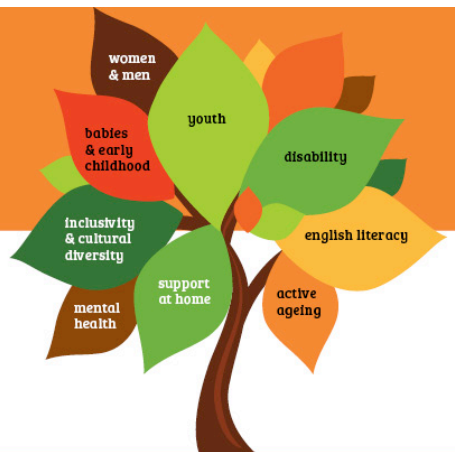 women
& men
youth
babies
& early
childhood
disability
inclusivity
& cultural
diversity
english literacy
support
at home
active
ageing
mental
health